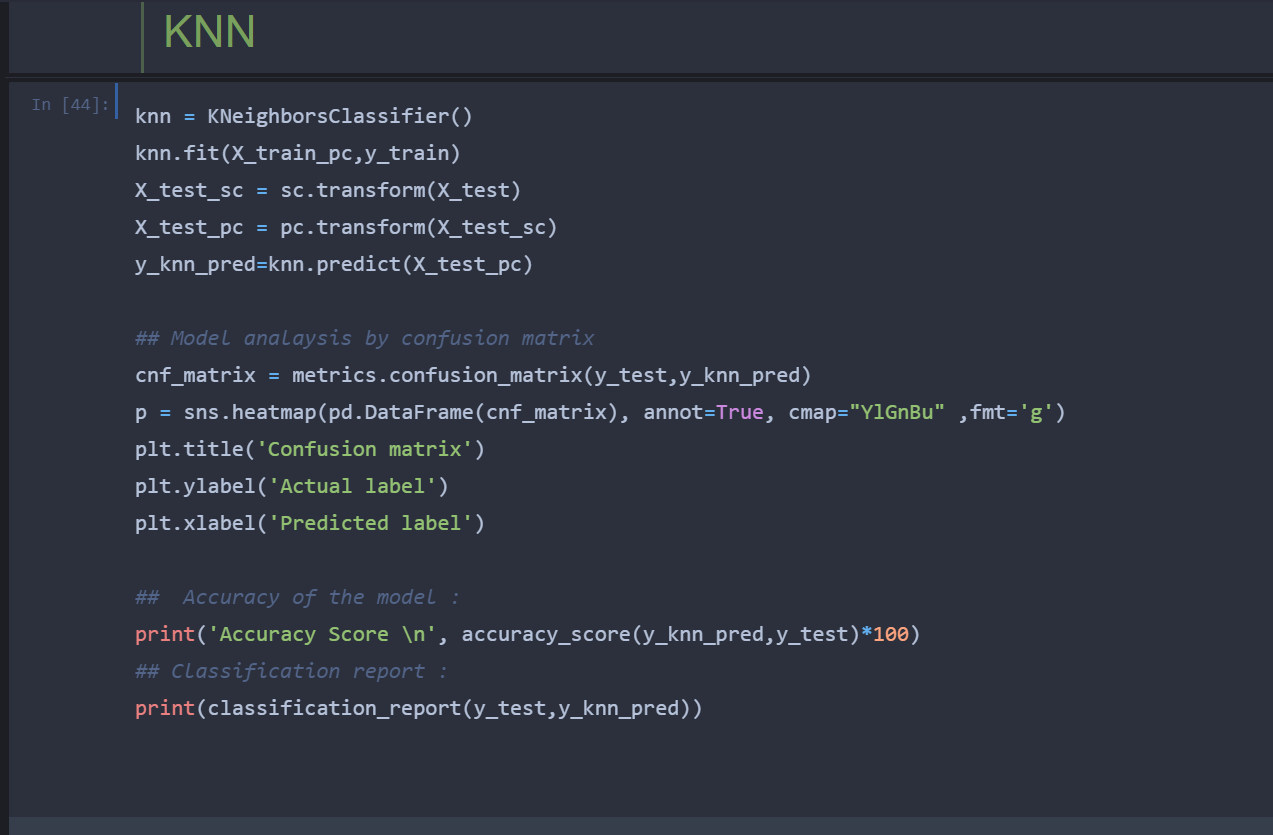 KNN
In [44]:
knn = KNeighborsClassifier()
knn.fit(X_train_pc,y_train)
X_test_sc = sc.transform(X_test)
X_test_pc = pc.transform(X_test_sc)
y_knn_pred=knn.predict(X_test_pc)
## Model analaysis by confusion matrix
cnf_matrix = metrics.confusion_matrix(y_test,y_knn_pred)
p = sns.heatmap(pd.DataFrame(cnf_matrix), annot=True, cmap="YlGnBu" ,fmt='g')
plt.title('Confusion matrix')
plt.ylabel('Actual label')
plt.xlabel('Predicted label')
##  Accuracy of the model :
print('Accuracy Score \n', accuracy_score(y_knn_pred,y_test)*100)
## Classification report :
print(classification_report(y_test,y_knn_pred))